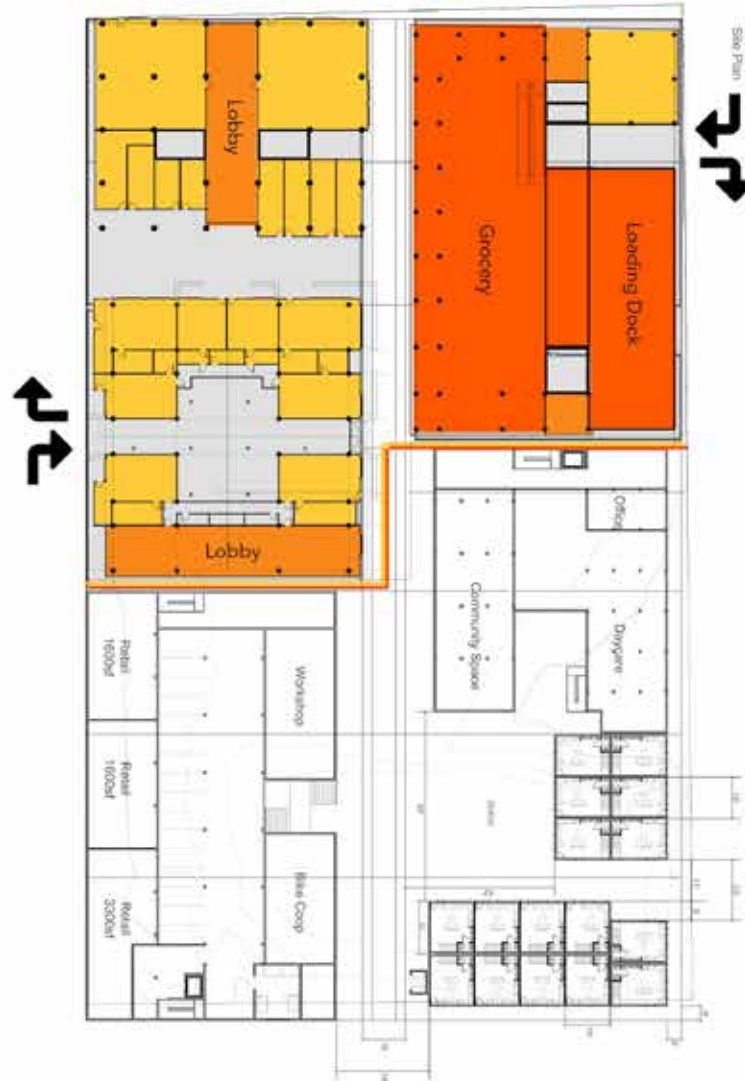 Site Plan
Lobby
Grocery
Loading Dock
Lobby
Office
Daycare
Community Space
Retail
1600sf
Workshop
Retail
1600sf
Retail
3300sf
Bike Coop